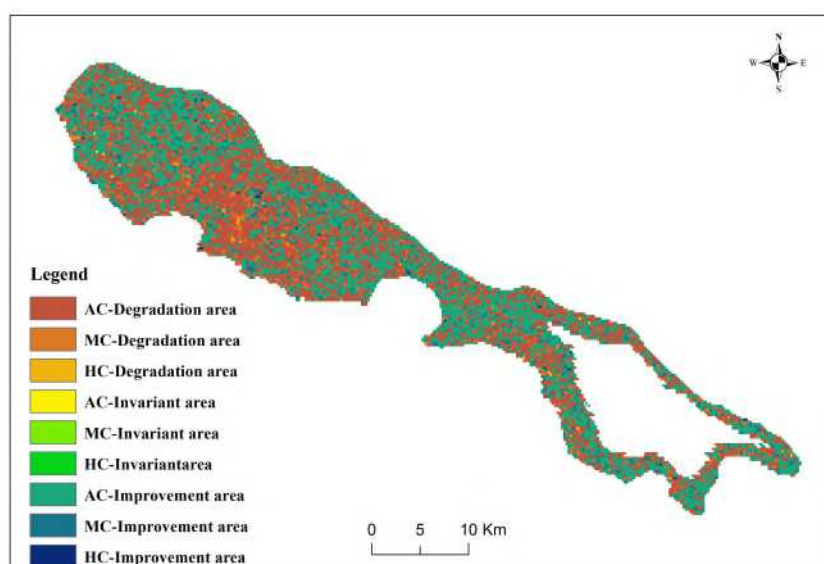 N
W E
S
Legend
AC-Degradation area
MC-Degradation area
HC-Degradation area
AC-Invariant area
MC-Invariant area
HC-Invariantarea
AC-Improvement area
MC-Improvement area
HC-Improvement area
0 5 10 Km